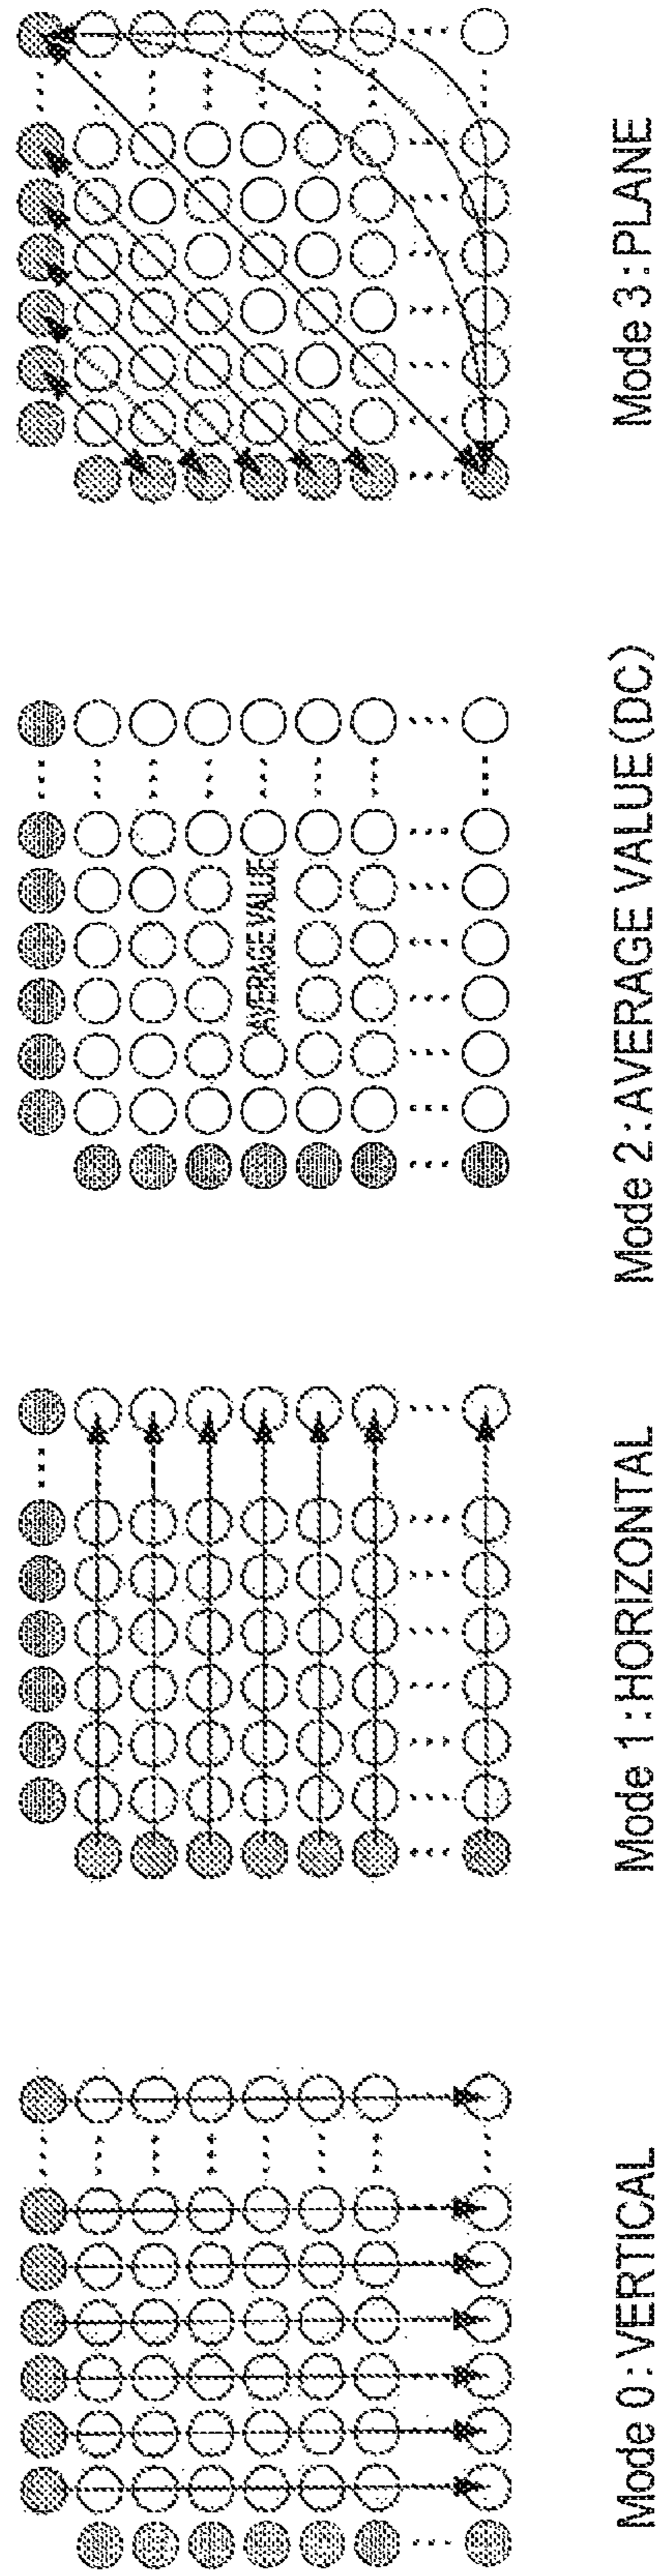 Mode 0 : VERTICAL
Mode 1 : HORIZONTAL
AVERAGE VALUE
Mode 2 : AVERAGE VALUE (DC)
Mode 3 : PLANE